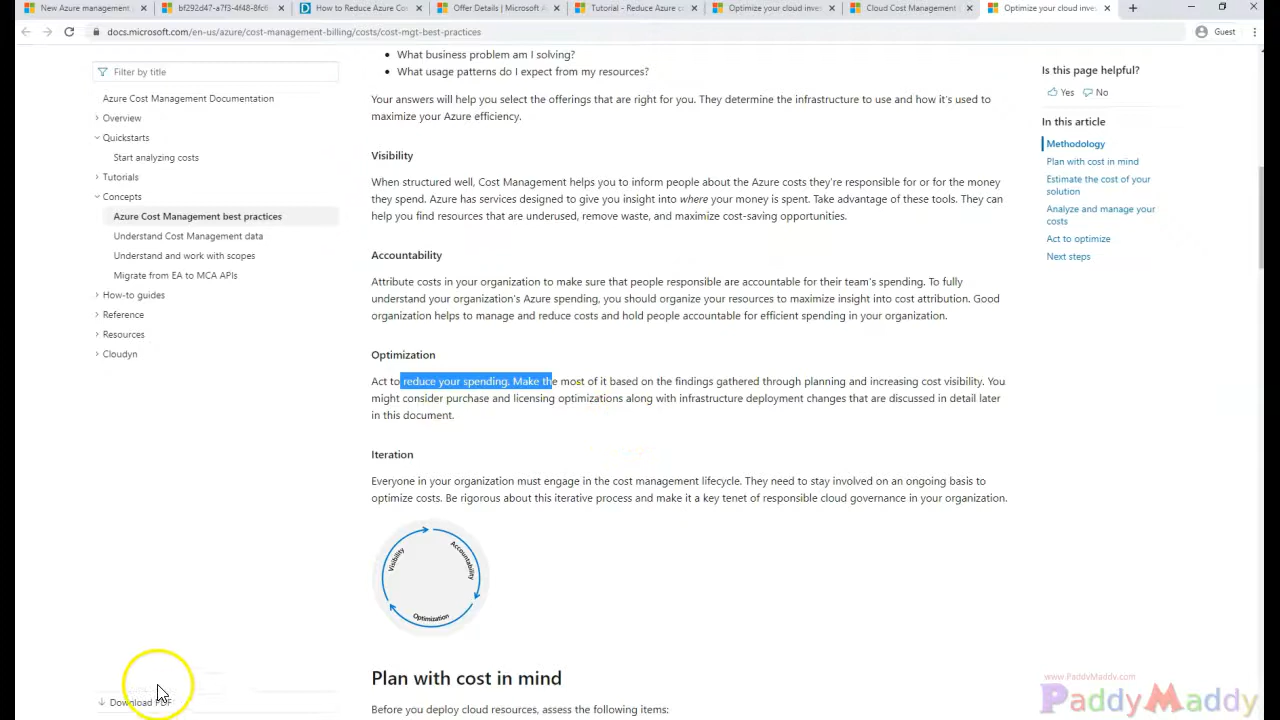 New Azure management
bf292d47-a7f3-4f48-8fc6
How to Reduce Azure Co
Offer Details | Microsoft A
Tutorial - Reduce Azure c
Optimize your cloud inve
Cloud Cost Management
Optimize your cloud inve
docs.microsoft.com/en-us/azure/cost-management-billing/costs/cost-mgt-best-practices
Guest
Filter by title
Azure Cost Management Documentation
Overview
Quickstarts
Start analyzing costs
Tutorials
Concepts
Azure Cost Management best practices
Understand Cost Management data
Understand and work with scopes
Migrate from EA to MCA APIs
How-to guides
Reference
Resources
Cloudyn
Download PDF
What business problem am I solving?
What usage patterns do I expect from my resources?
Your answers will help you select the offerings that are right for you. They determine the infrastructure to use and how it's used to
maximize your Azure efficiency.
Visibility
When structured well, Cost Management helps you to inform people about the Azure costs they're responsible for or for the money
they spend. Azure has services designed to give you insight into where your money is spent. Take advantage of these tools. They can
help you find resources that are underused, remove waste, and maximize cost-saving opportunities.
Accountability
Attribute costs in your organization to make sure that people responsible are accountable for their team's spending. To fully
understand your organization's Azure spending, you should organize your resources to maximize insight into cost attribution. Good
organization helps to manage and reduce costs and hold people accountable for efficient spending in your organization.
Optimization
Act to reduce your spending. Make the most of it based on the findings gathered through planning and increasing cost visibility. You
might consider purchase and licensing optimizations along with infrastructure deployment changes that are discussed in detail later
in this document.
Iteration
Everyone in your organization must engage in the cost management lifecycle. They need to stay involved on an ongoing basis to
optimize costs. Be rigorous about this iterative process and make it a key tenet of responsible cloud governance in your organization.
Visibility
Accountability
Optimization
Plan with cost in mind
Before you deploy cloud resources, assess the following items:
Is this page helpful?
Yes No
In this article
Methodology
Plan with cost in mind
Estimate the cost of your
solution
Analyze and manage your
costs
Act to optimize
Next steps
www.PaddyMaddy.com
PaddyMaddy